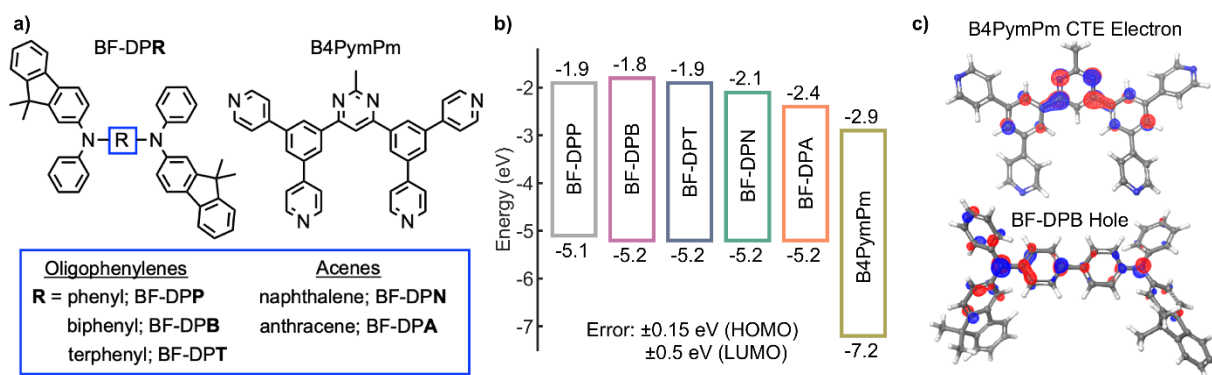 a)
BF-DPR
B4PymPm
N
N
R
N
N
N
N
N
N
N
Oligophenylenes
Acenes
R = phenyl; BF-DPP
naphthalene; BF-DPN
biphenyl; BF-DPB
anthracene; BF-DPA
terphenyl; BF-DPT
b)
Energy (eV)
-2
-3
-4
-5
-6
-7
-1.9
-1.8
-1.9
-2.1
-2.4
-2.9
BF-DPP
BF-DPB
BF-DPT
BF-DPN
BF-DPA
B4PymPm
-5.1
-5.2
-5.2
-5.2
-5.2
-7.2
Error: ±0.15 eV (HOMO)
±0.5 eV (LUMO)
c)
B4PymPm CTE Electron
BF-DPB Hole